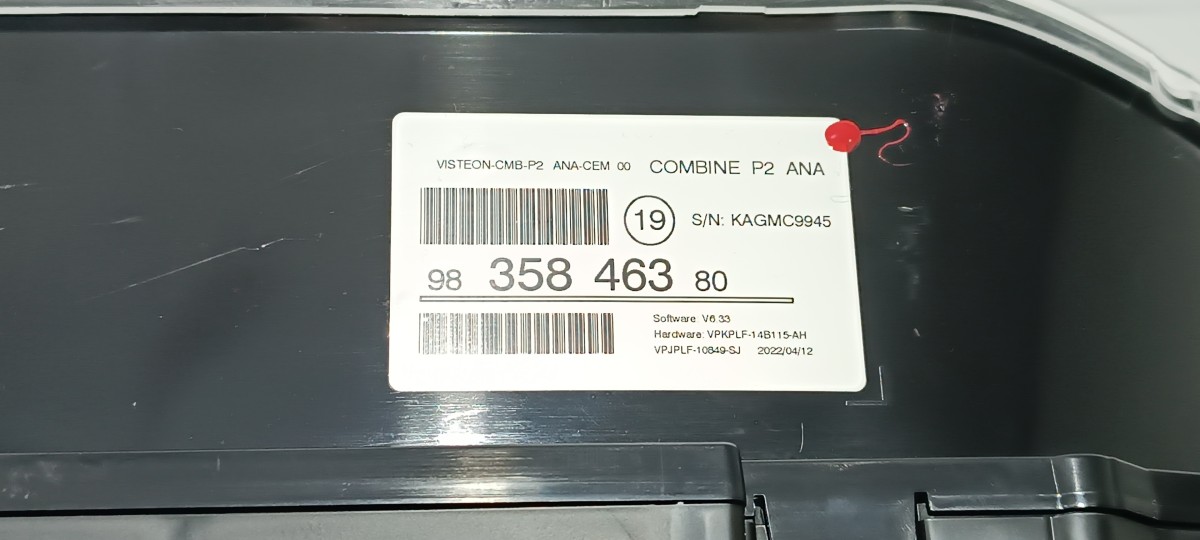 VISTEON-CMB-P2 ANA-CEM 00 COMBINE P2 ANA
19 S/N: KAGMC9945
98 358 463 80
Software V6.33
Hardware: VPKPLF-14B115-AH
VPJPLF-10849-SJ 2022/04/12